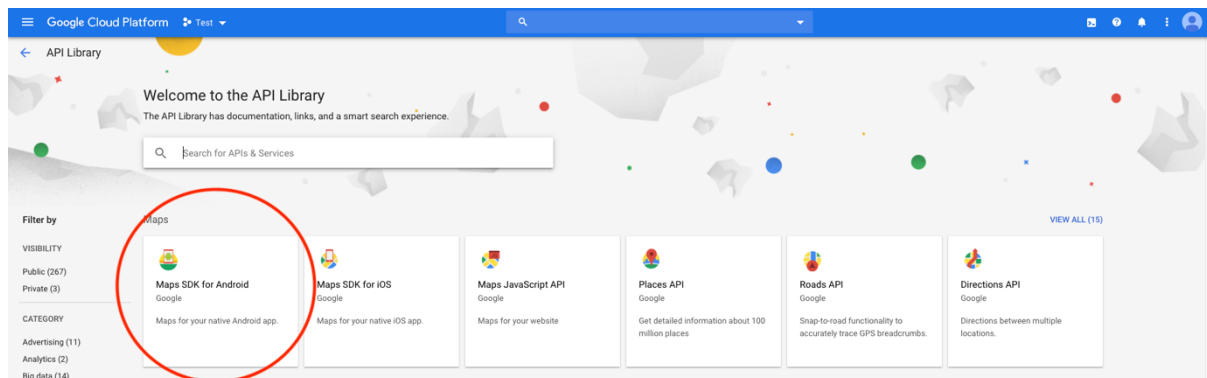 Google Cloud Platform Test
API Library
Welcome to the API Library
The API Library has documentation, links, and a smart search experience.
Search for APIs & Services
Filter by
VISIBILITY
Public (267)
Private (3)
CATEGORY
Advertising (11)
Analytics (2)
Big data (14)
Maps
VIEW ALL (15)
Maps SDK for Android
Google
Maps for your native Android app.
Maps SDK for iOS
Google
Maps for your native iOS app.
Maps JavaScript API
Google
Maps for your website
Places API
Google
Get detailed information about 100
million places
Roads API
Google
Snap-to-road functionality to
accurately trace GPS breadcrumbs.
Directions API
Google
Directions between multiple
locations.